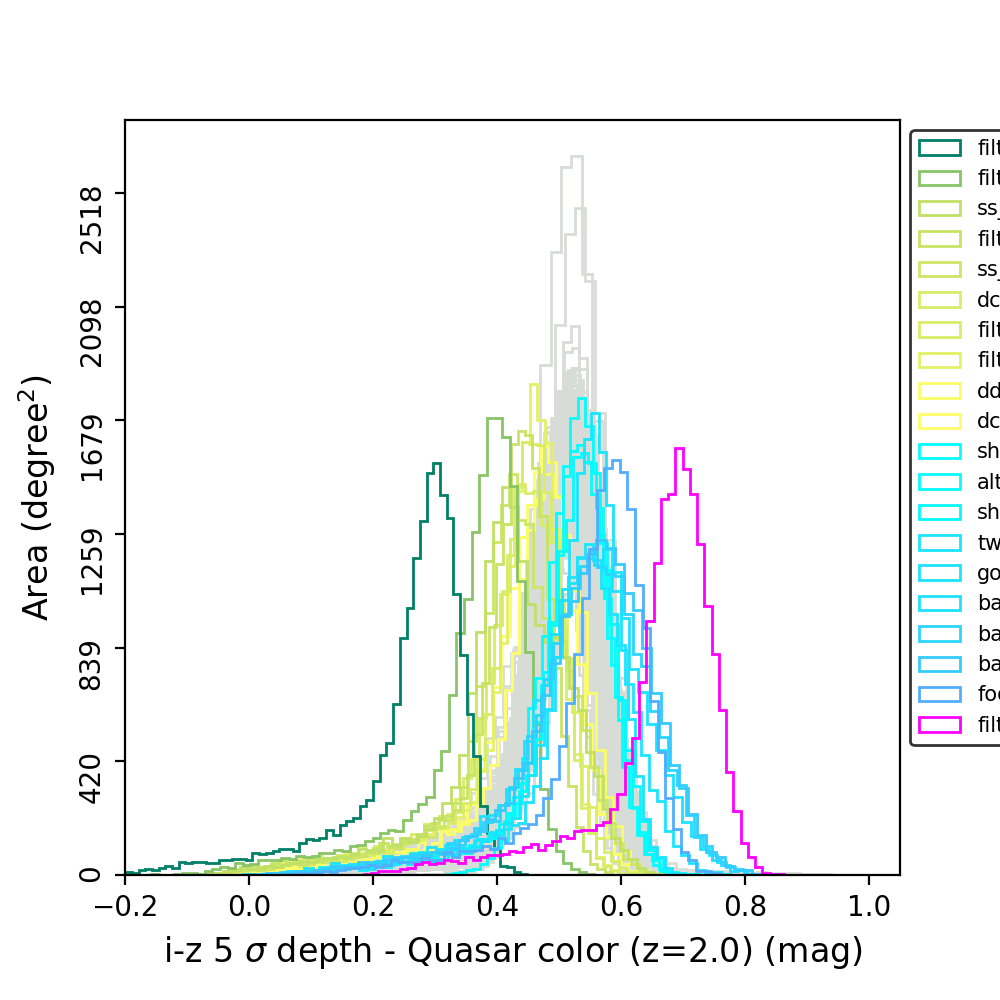 2518
2098
1679
1259
839
420
0
Area (degree²)
−0.2 0.0 0.2 0.4 0.6 0.8 1.0
i-z 5 σ depth - Quasar color (z=2.0) (mag)
filt
filt
ss_
filt
ss_
dc
filt
filt
dd
dc
sh
alt
sh
tw
go
ba
ba
ba
filt